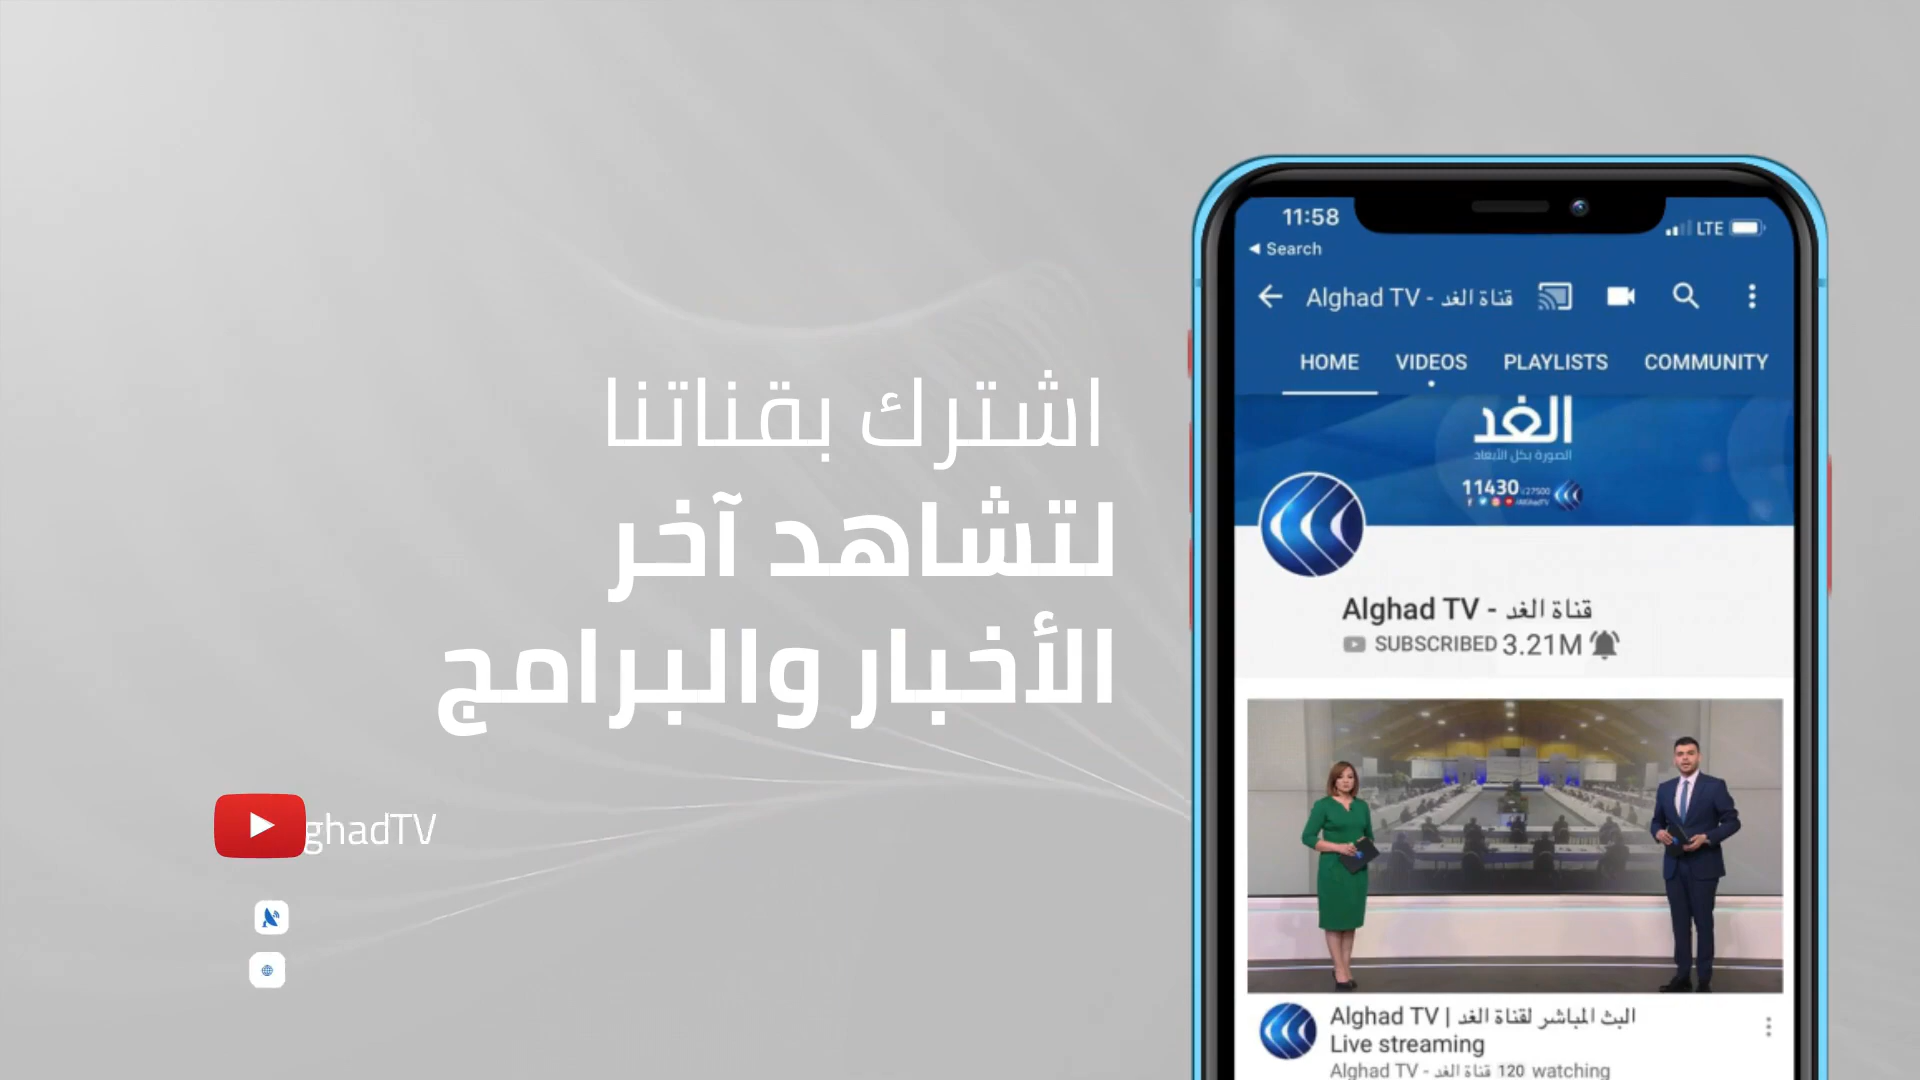 اشترك بقناتنا
لتشاهد آخر
الأخبار والبرامج
ghadTV
11:58
LTE
Search
Alghad TV - قناة الغد
HOME VIDEOS PLAYLISTS COMMUNITY
الغد
الصورة بكل الأبعاد
11430 27500
AlGhadTV
Alghad TV - قناة الغد
SUBSCRIBED 3.21M
Alghad TV | البث المباشر لقناة الغد
Live streaming
Alghad TV - قناة الغد 120 watching